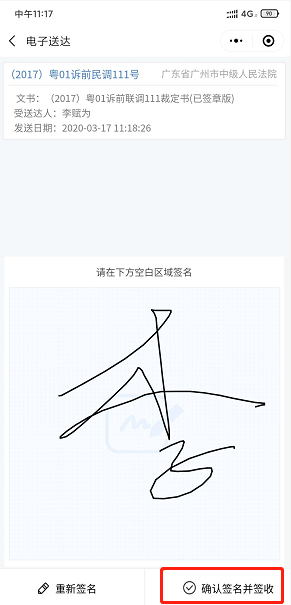 中午11:17
4G
90
电子送达
（2017）粤01诉前民调111号
广东省广州市中级人民法院
文书：（2017）粤01诉前联调111裁定书(已签章版)
受送达人：李赋为
发送日期：2020-03-17 11:18:26
请在下方空白区域签名
李
重新签名
确认签名并签收